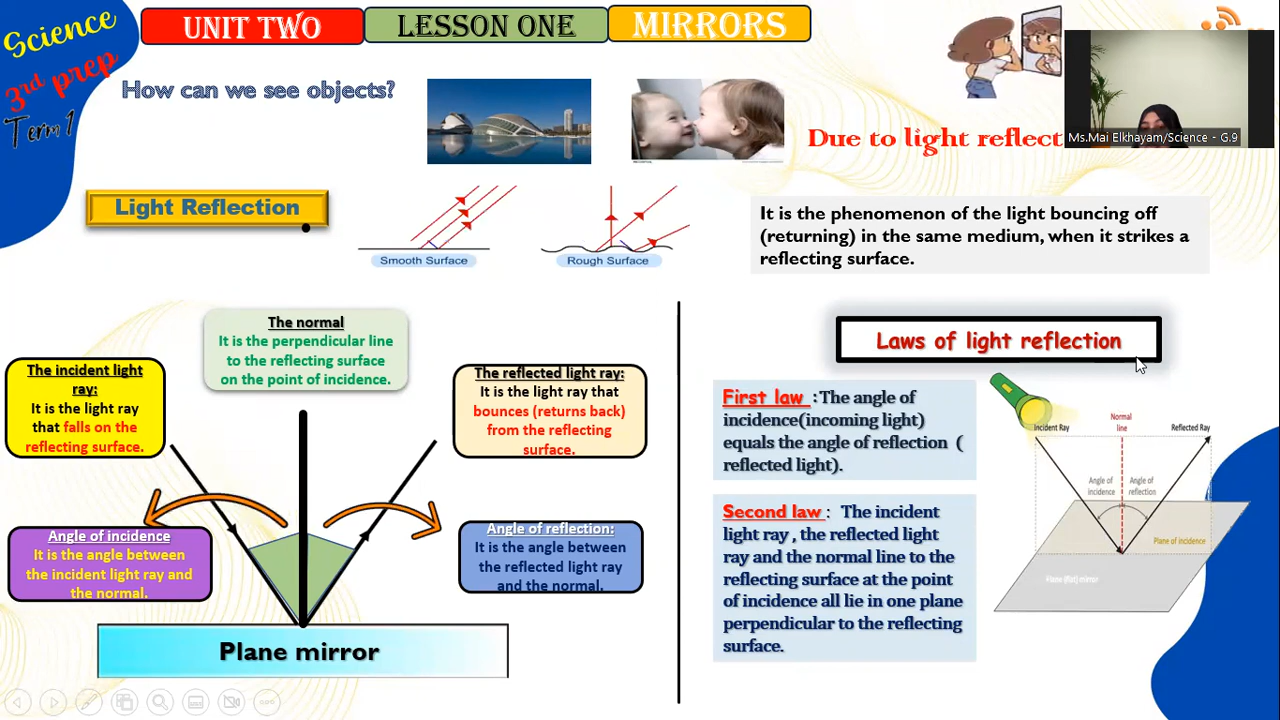 Science
3rd prep
Term 1
UNIT TWO
LESSON ONE
MIRRORS
How can we see objects?
Due to light reflect
Ms.Mai Elkhayam/Science - G.9
Light Reflection
Smooth Surface
Rough Surface
It is the phenomenon of the light bouncing off
(returning) in the same medium, when it strikes a
reflecting surface.
The normal
It is the perpendicular line
to the reflecting surface
on the point of incidence.
The incident light
ray:
It is the light ray
that falls on the
reflecting surface.
The reflected light ray:
It is the light ray that
bounces (returns back)
from the reflecting
surface.
Angle of incidence
It is the angle between
the incident light ray and
the normal.
Angle of reflection:
It is the angle between
the reflected light ray
and the normal.
Plane mirror
Laws of light reflection
First law :The angle of
incidence(incoming light)
equals the angle of reflection (
reflected light).
Second law : The incident
light ray , the reflected light
ray and the normal line to the
reflecting surface at the point
of incidence all lie in one plane
perpendicular to the reflecting
surface.
Incident Ray
Normal
line
Reflected Ray
Angle of
incidence
Angle of
reflection
Plane of incidence
Plane (flat) mirror